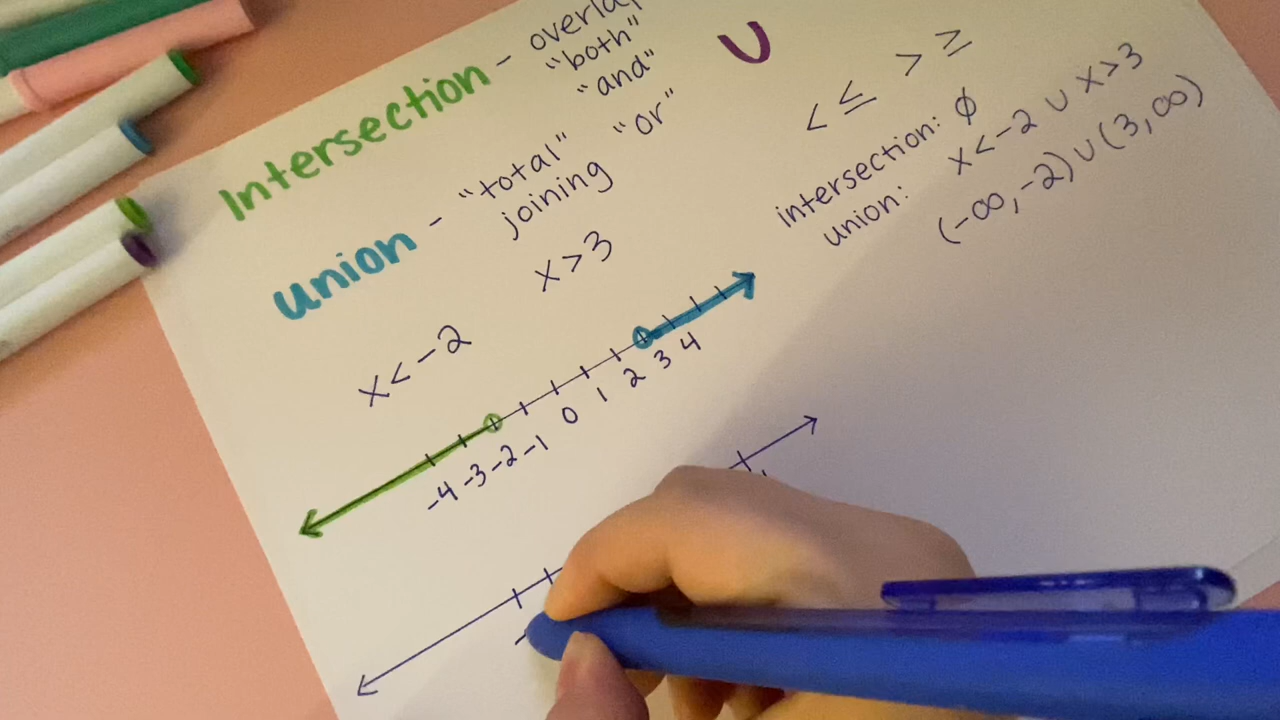 Intersection - overlap
"both"
"and"
∪
< ≤ > ≥
union - "total" "or"
joining
intersection: ∅
union: x<-2 ∪ x>3
(-∞,-2)∪(3,∞)
x<-2 x>3
-4 -3 -2 -1 0 1 2 3 4